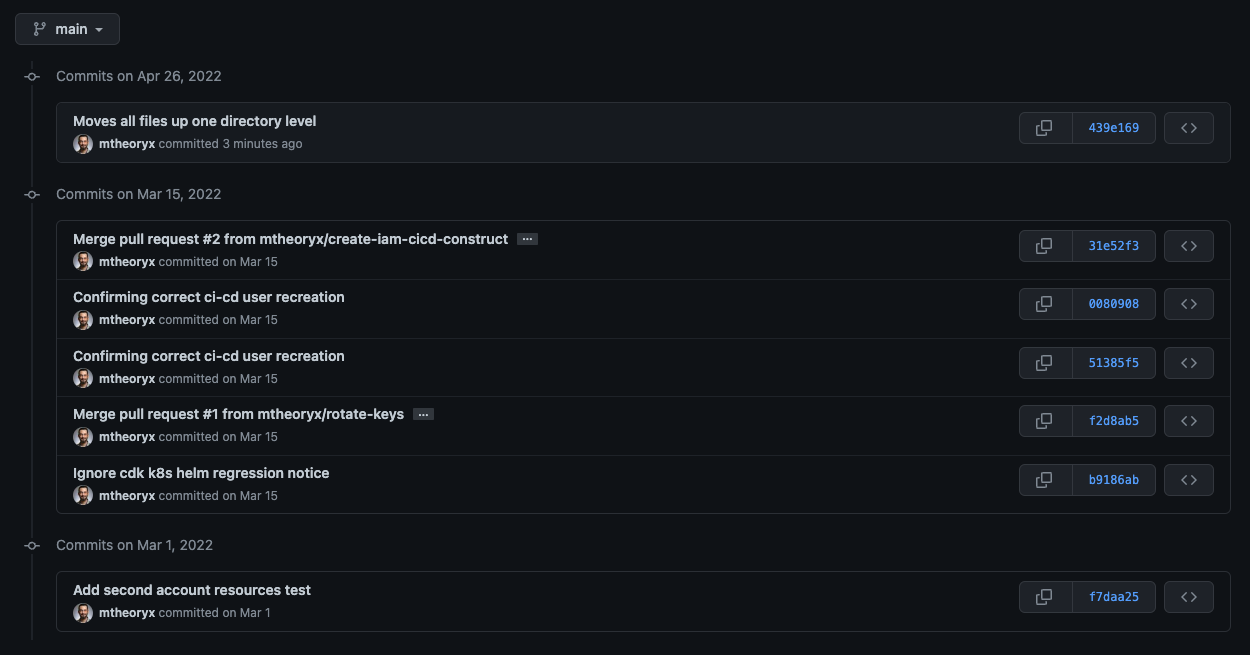 main
Commits on Apr 26, 2022
Moves all files up one directory level
439e169
mtheoryx committed 3 minutes ago
Commits on Mar 15, 2022
Merge pull request #2 from mtheoryx/create-iam-cicd-construct ...
31e52f3
mtheoryx committed on Mar 15
Confirming correct ci-cd user recreation
0080908
mtheoryx committed on Mar 15
Confirming correct ci-cd user recreation
51385f5
mtheoryx committed on Mar 15
Merge pull request #1 from mtheoryx/rotate-keys ...
f2d8ab5
mtheoryx committed on Mar 15
Ignore cdk k8s helm regression notice
b9186ab
mtheoryx committed on Mar 15
Commits on Mar 1, 2022
Add second account resources test
f7daa25
mtheoryx committed on Mar 1